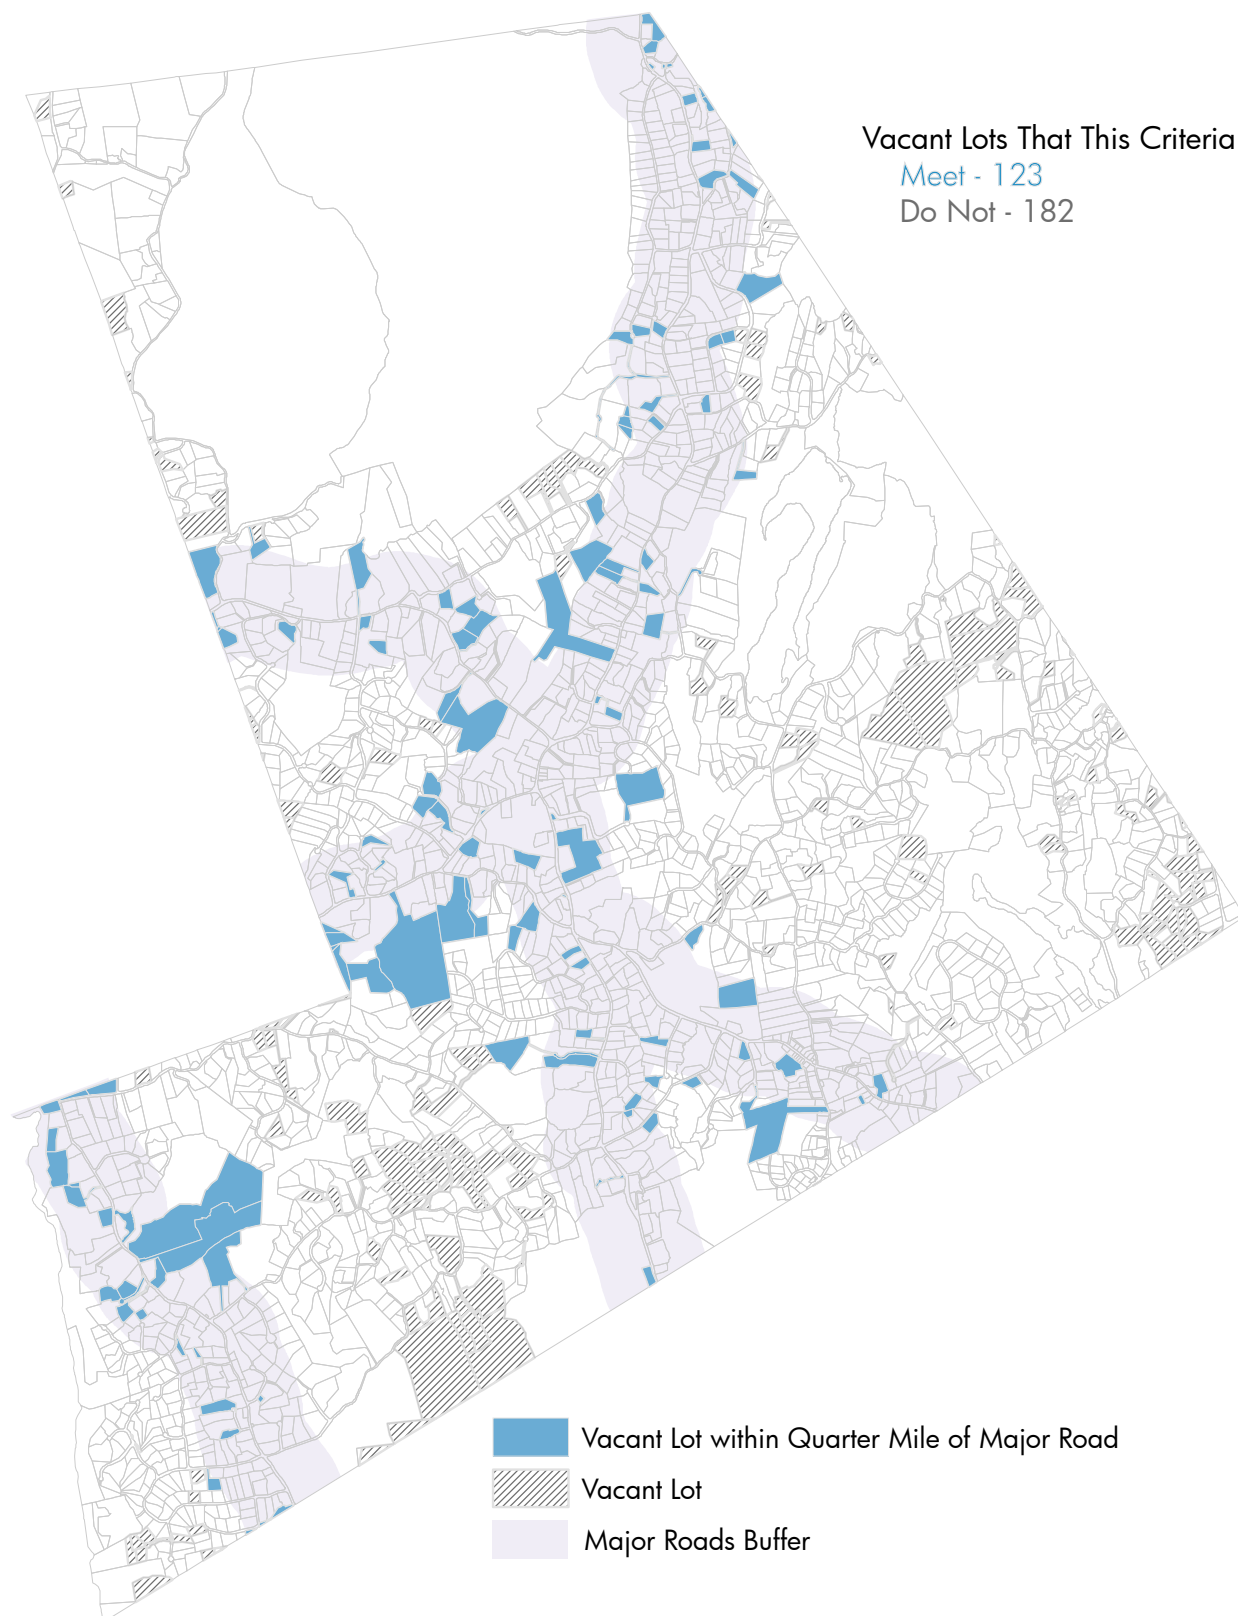 Vacant Lots That This Criteria
Meet - 123
Do Not - 182
Vacant Lot within Quarter Mile of Major Road
Vacant Lot
Major Roads Buffer